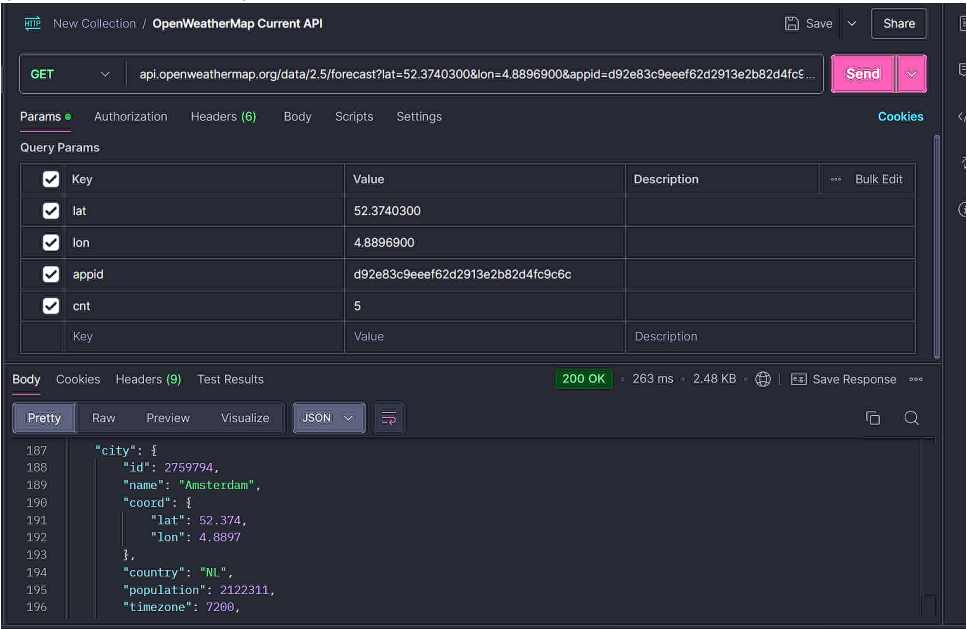 HTTP New Collection / OpenWeatherMap Current API Save Share
GET api.openweathermap.org/data/2.5/forecast?lat=52.3740300&lon=4.8896900&appid=d92e83c9eeef62d2913e2b82d4fc9... Send
Params Authorization Headers (6) Body Scripts Settings Cookies
Query Params
Key Value Description Bulk Edit
lat 52.3740300
lon 4.8896900
appid d92e83c9eeef62d2913e2b82d4fc9c6c
cnt 5
Key Value Description
Body Cookies Headers (9) Test Results 200 OK 263 ms 2.48 KB e.g. Save Response
Pretty Raw Preview Visualize JSON
187 "city": {
188 "id": 2759794,
189 "name": "Amsterdam",
190 "coord": {
191 "lat": 52.374,
192 "lon": 4.8897
193 },
194 "country": "NL",
195 "population": 2122311,
196 "timezone": 7200,